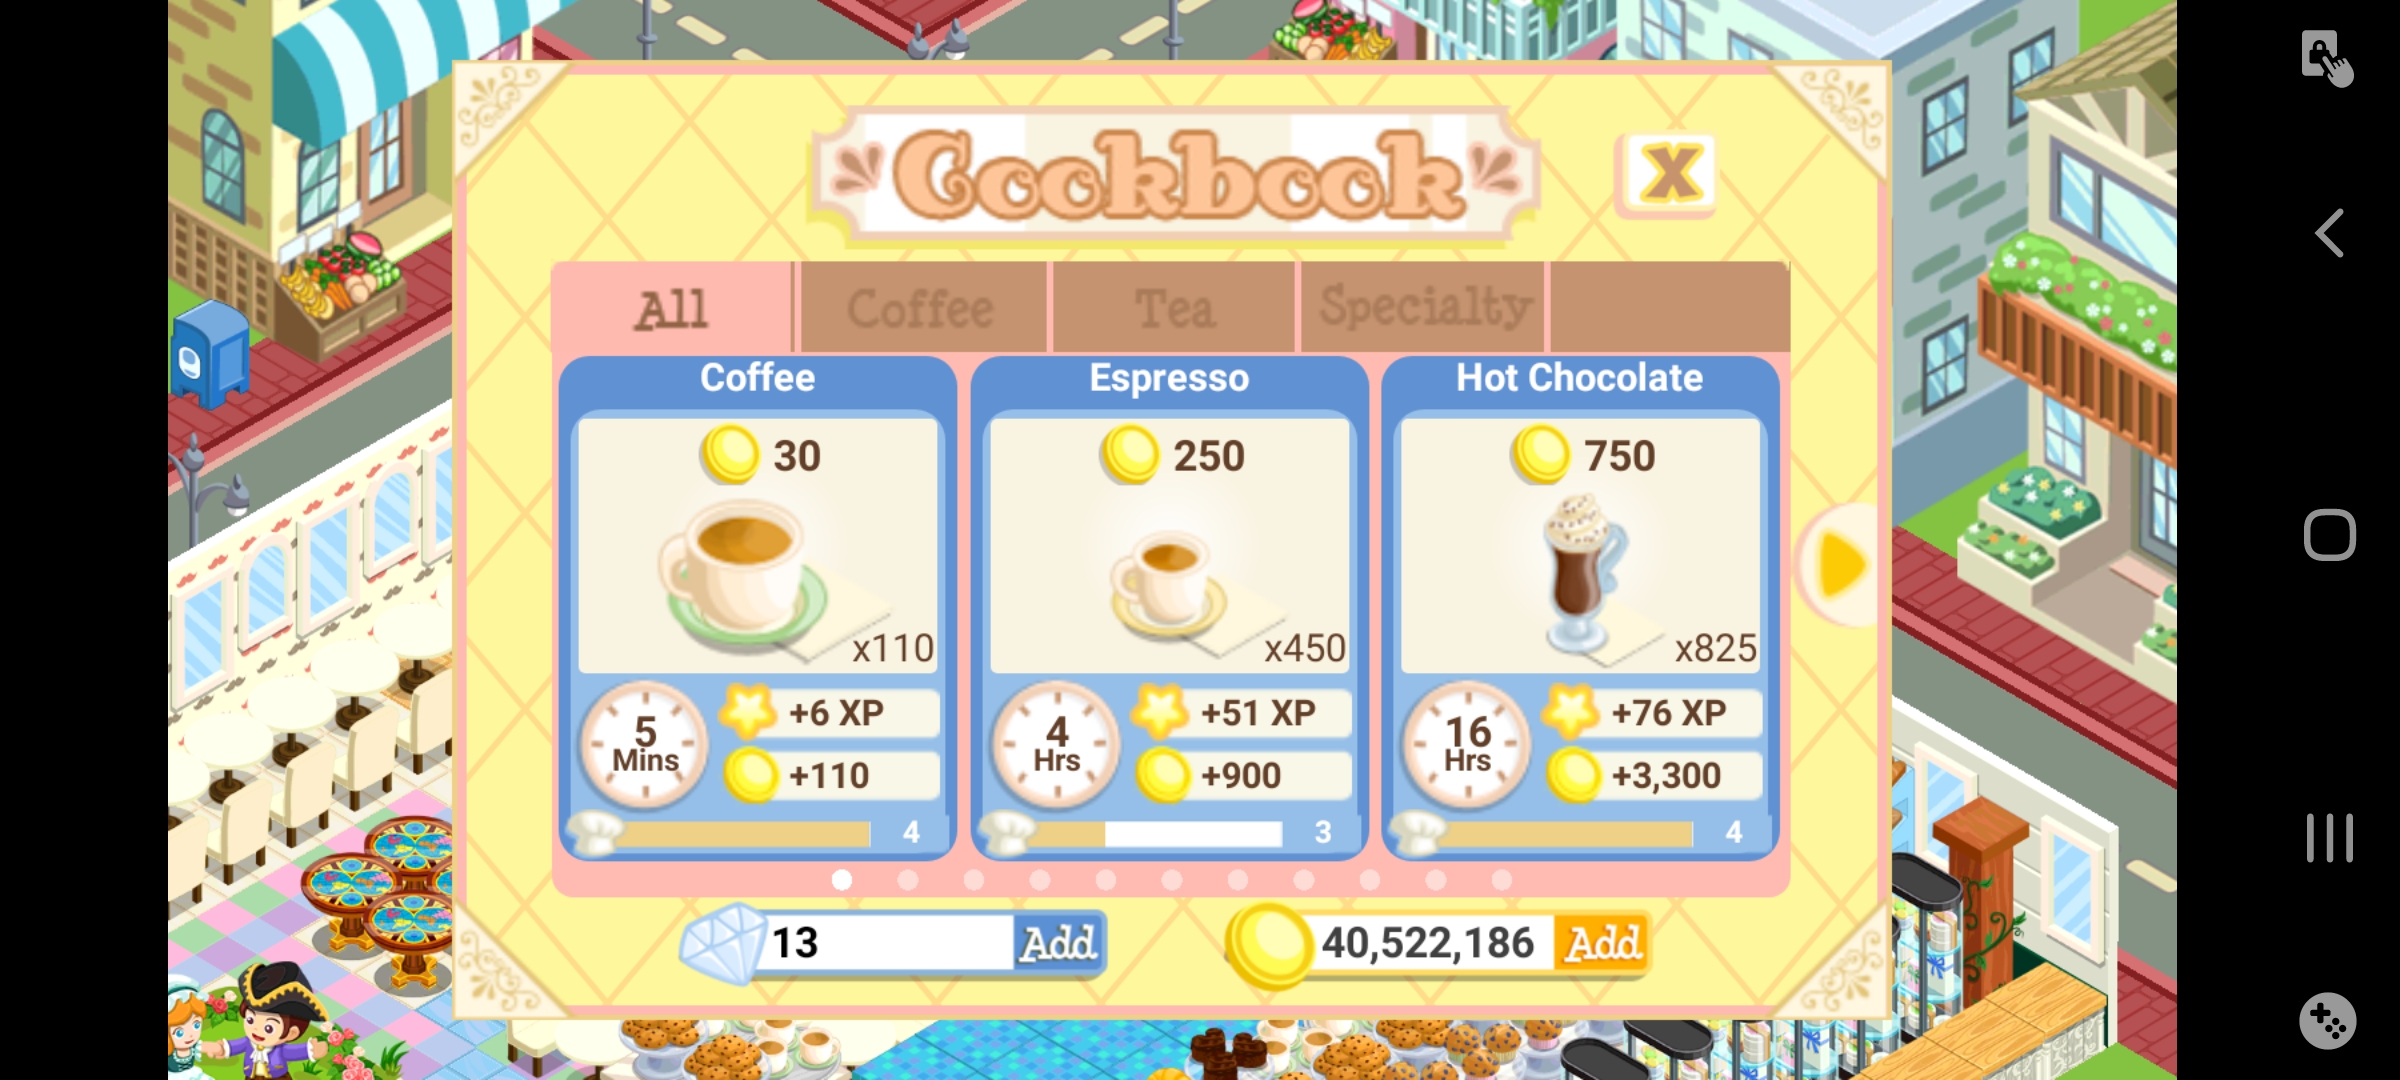 Cookbook
X
All Coffee Tea Specialty
Coffee
30
x110
5 Mins
+6 XP
+110
4
Espresso
250
x450
4 Hrs
+51 XP
+900
3
Hot Chocolate
750
x825
16 Hrs
+76 XP
+3,300
4
13 Add
40,522,186 Add